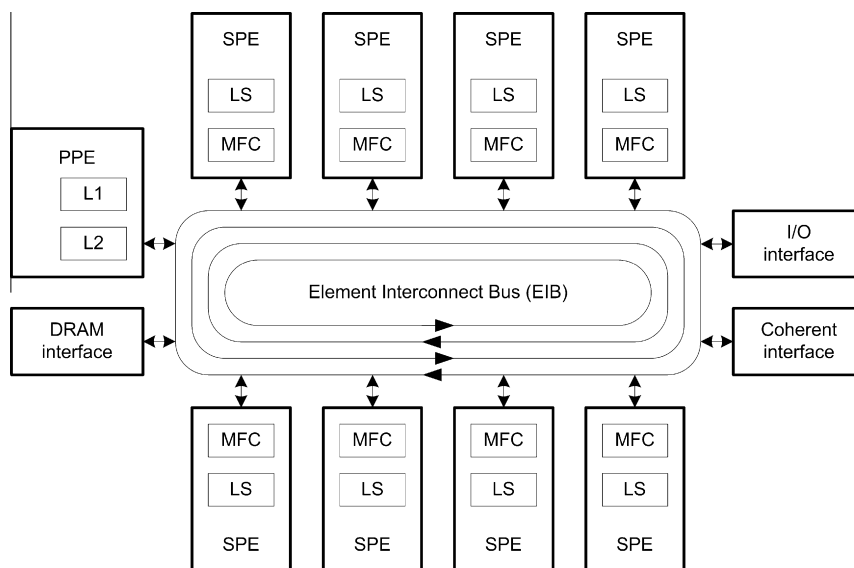 SPE SPE SPE SPE
LS LS LS LS
MFC MFC MFC MFC
PPE
L1
L2
I/O
interface
Element Interconnect Bus (EIB)
DRAM
interface
Coherent
interface
MFC MFC MFC MFC
LS LS LS LS
SPE SPE SPE SPE